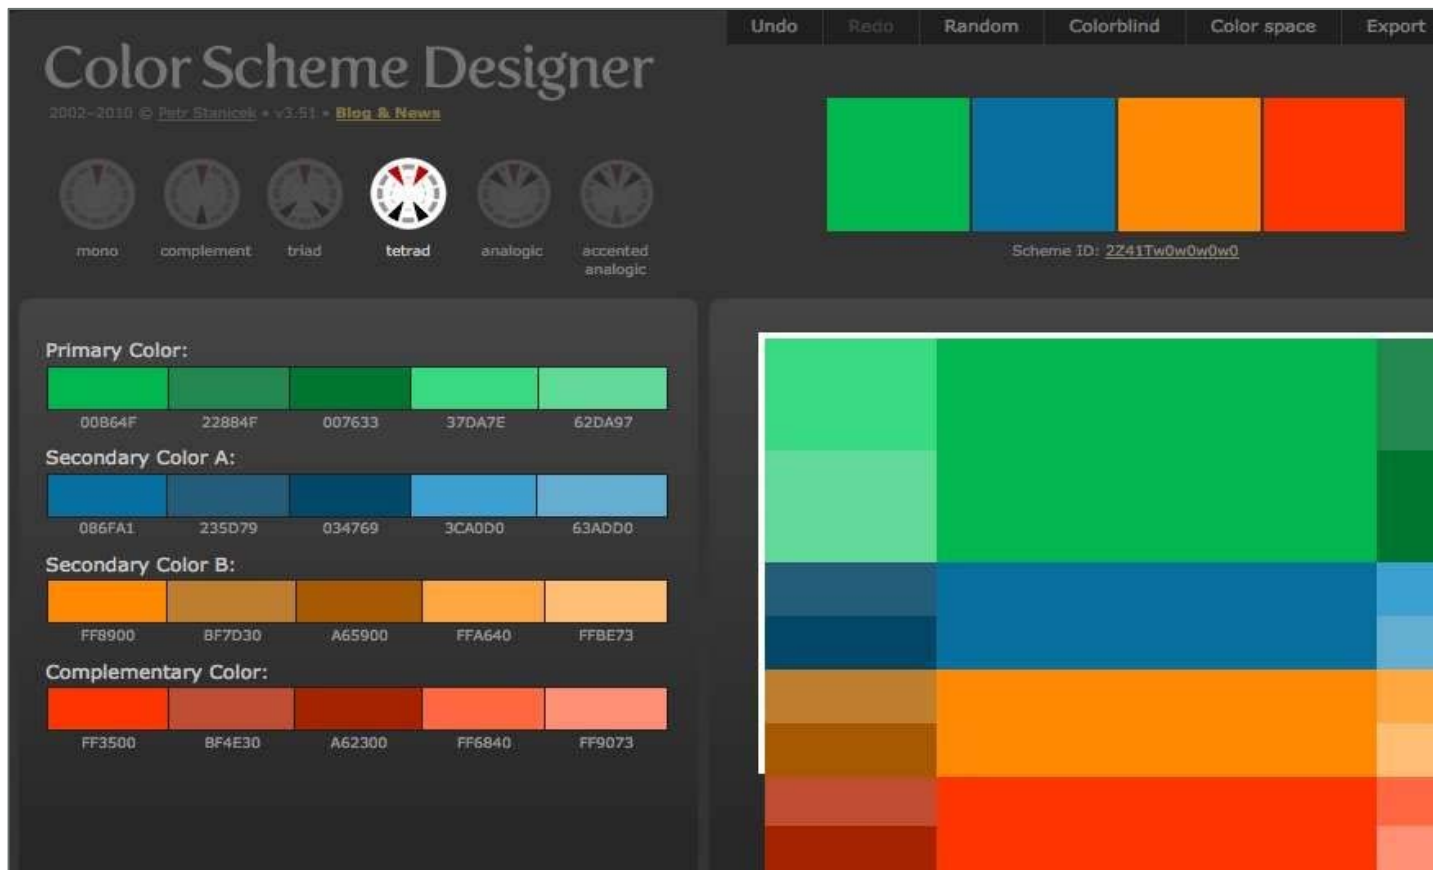 Undo Redo Random Colorblind Color space Export
Color Scheme Designer
2002–2010 © Petr Stanicek • v3.51 • Blog & News
mono complement triad tetrad analogic accented
analogic
Scheme ID: 2Z41Tw0w0w0w0
Primary Color:
00B64F 22884F 007633 37DA7E 62DA97
Secondary Color A:
086FA1 235D79 034769 3CA0D0 63ADD0
Secondary Color B:
FF8900 BF7D30 A65900 FFA640 FFBE73
Complementary Color:
FF3500 BF4E30 A62300 FF6840 FF9073